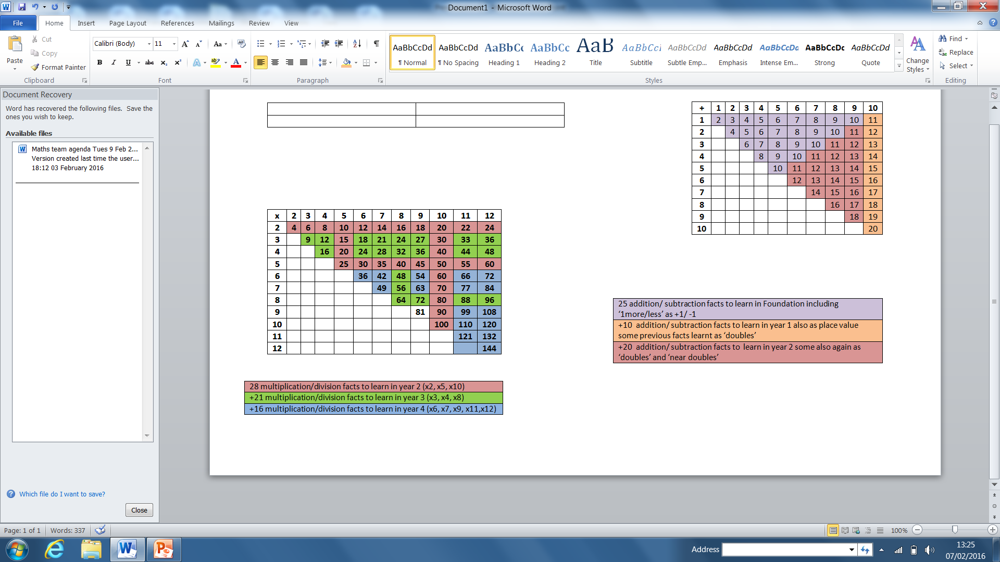 Document1 - Microsoft Word
File Home Insert Page Layout References Mailings Review View
Paste
Cut
Copy
Format Painter
Clipboard
Calibri (Body) 11
Font
Paragraph
AaBbCcDd AaBbCcDd AaBbCc AaBbCc AaB AaBbCcI AaBbCcDd AaBbCcDd AaBbCcDd AaBbCcDc AaBbCcDd
¶ Normal ¶ No Spacing Heading 1 Heading 2 Title Subtitle Subtle Emp... Emphasis Intense Em... Strong Quote
Styles
Change Styles
Find
Replace
Select
Editing
Document Recovery
Word has recovered the following files. Save the
ones you wish to keep.
Available files
Maths team agenda Tues 9 Feb 2...
Version created last time the user...
18:12 03 February 2016
Which file do I want to save?
Close
+ 1 2 3 4 5 6 7 8 9 10
1 2 3 4 5 6 7 8 9 10 11
2 4 5 6 7 8 9 10 11 12
3 6 7 8 9 10 11 12 13
4 8 9 10 11 12 13 14
5 10 11 12 13 14 15
6 12 13 14 15 16
7 14 15 16 17
8 16 17 18
9 18 19
10 20
x 2 3 4 5 6 7 8 9 10 11 12
2 4 6 8 10 12 14 16 18 20 22 24
3 9 12 15 18 21 24 27 30 33 36
4 16 20 24 28 32 36 40 44 48
5 25 30 35 40 45 50 55 60
6 36 42 48 54 60 66 72
7 49 56 63 70 77 84
8 64 72 80 88 96
9 81 90 99 108
10 100 110 120
11 121 132
12 144
25 addition/ subtraction facts to learn in Foundation including
‘1more/less’ as +1/ -1
+10 addition/ subtraction facts to learn in year 1 also as place value
some previous facts learnt as ‘doubles’
+20 addition/ subtraction facts to learn in year 2 some also again as
‘doubles’ and ‘near doubles’
28 multiplication/division facts to learn in year 2 (x2, x5, x10)
+21 multiplication/division facts to learn in year 3 (x3, x4, x8)
+16 multiplication/division facts to learn in year 4 (x6, x7, x9, x11,x12)
Page: 1 of 1 Words: 337
100%
Address
13:25
07/02/2016